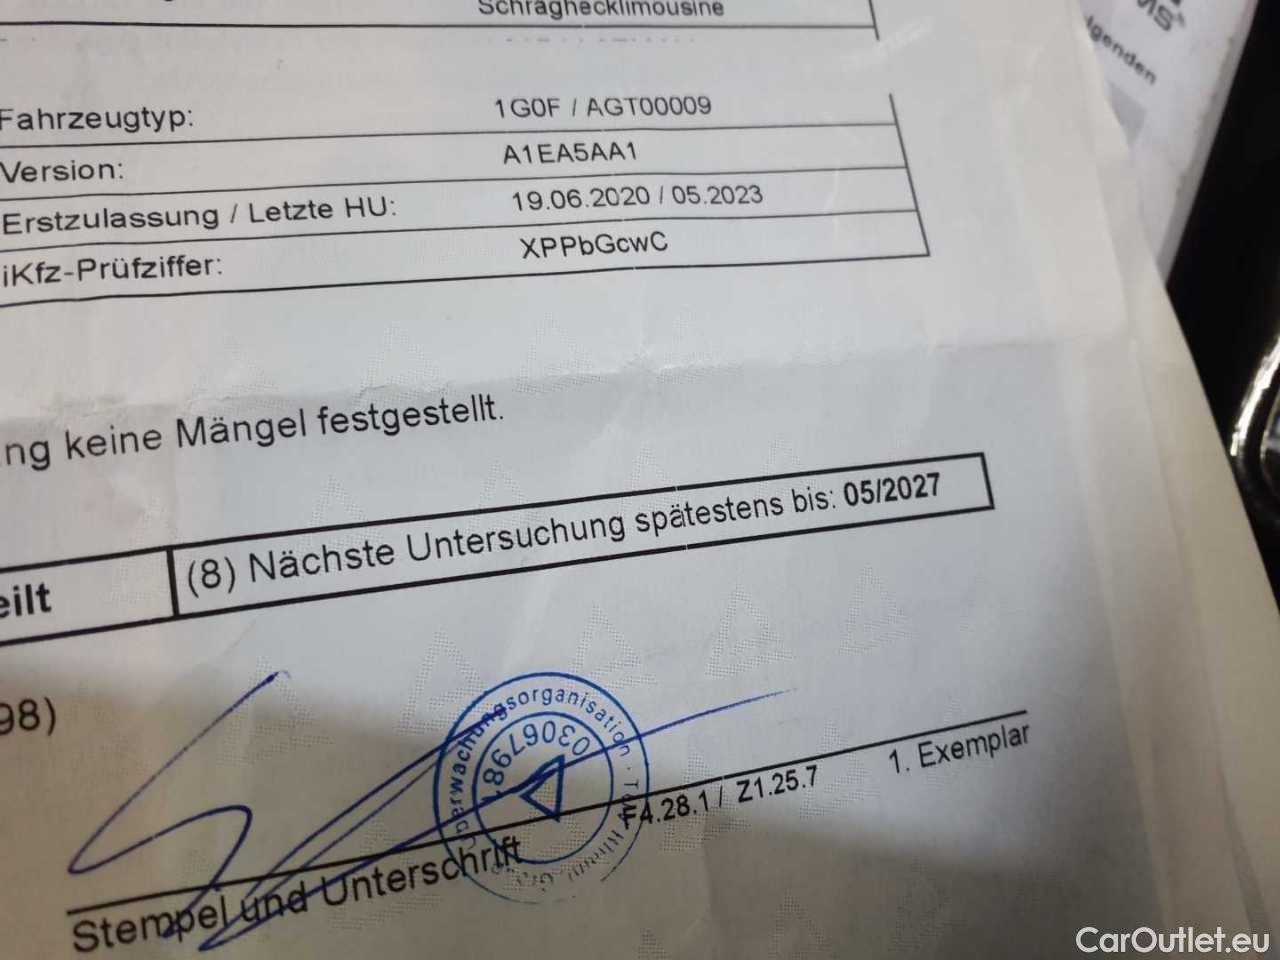 Schräghecklimousine
lgenden
Fahrzeugtyp: 1G0F / AGT00009
Version: A1EA5AA1
Erstzulassung / Letzte HU: 19.06.2020 / 05.2023
iKfz-Prüfziffer: XPPbGcwC
ng keine Mängel festgestellt.
eilt (8) Nächste Untersuchung spätestens bis: 05/2027
98)
Überwachungsorganisation
0306798
Stempel und Unterschrift F4.28.1 / Z1.25.7 1. Exemplar
CarOutlet.eu